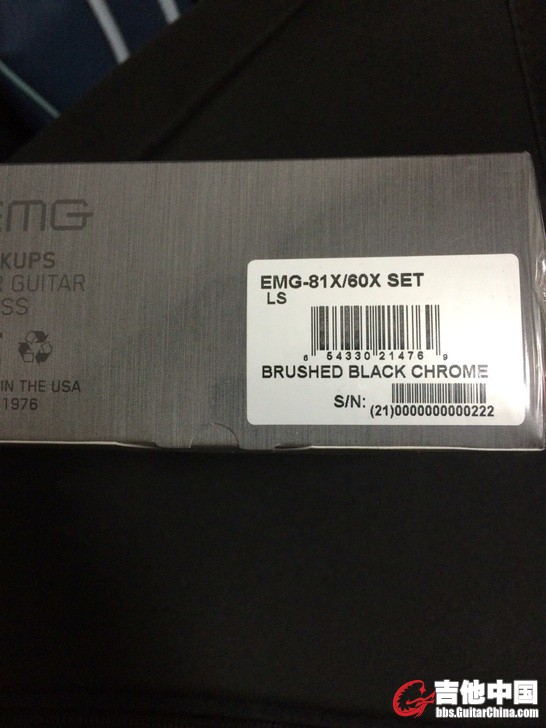 EMG
KUPS
R GUITAR
SS
IN THE USA
1976
EMG-81X/60X SET
LS
6 54330 21476 9
BRUSHED BLACK CHROME
S/N:
(21)0000000000222
吉他中国
bbs.GuitarChina.com